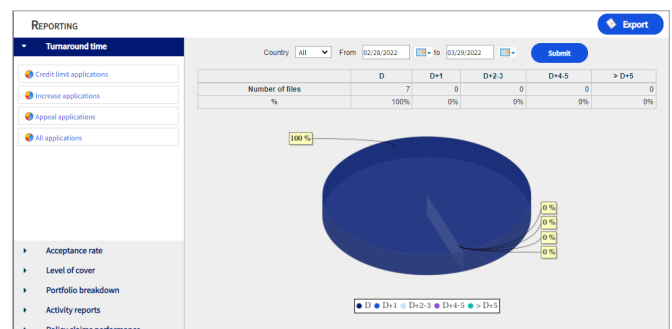 REPORTING
Export
Turnaround time
Country All From 02/28/2022 to 03/29/2022 Submit
Credit limit applications
Increase applications
Appeal applications
All applications
D D+1 D+2-3 D+4-5 > D+5
Number of files 7 0 0 0 0
% 100% 0% 0% 0% 0%
100 %
0 %
0 %
0 %
0 %
D D+1 D+2-3 D+4-5 > D+5
Acceptance rate
Level of cover
Portfolio breakdown
Activity reports
Policy claims performance